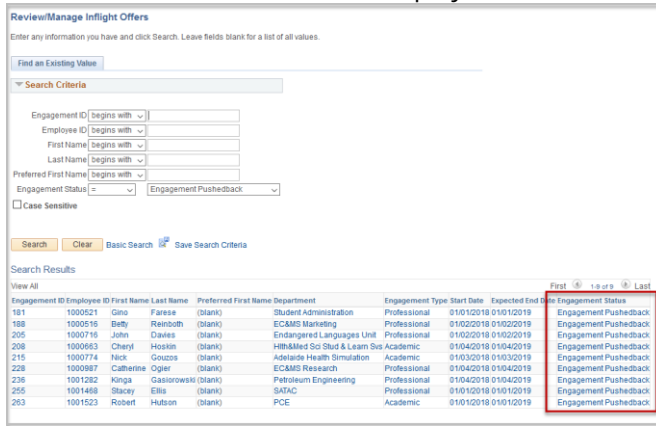 Review/Manage Inflight Offers
Enter any information you have and click Search. Leave fields blank for a list of all values.
Find an Existing Value
Search Criteria
Engagement ID begins with
Employee ID begins with
First Name begins with
Last Name begins with
Preferred First Name begins with
Engagement Status = Engagement Pushedback
Case Sensitive
Search Clear Basic Search Save Search Criteria
Search Results
View All First 1-9 of 9 Last
Engagement ID Employee ID First Name Last Name Preferred First Name Department Engagement Type Start Date Expected End Date Engagement Status
181 1000521 Gino Farese (blank) Student Administration Professional 01/01/2018 01/01/2019 Engagement Pushedback
188 1000516 Betty Reinboth (blank) EC&MS Marketing Professional 01/02/2018 01/02/2019 Engagement Pushedback
205 1000716 John Davies (blank) Endangered Languages Unit Professional 01/02/2018 01/02/2019 Engagement Pushedback
208 1000663 Cheryl Hoskin (blank) Hlth&Med Sci Stud & Learn Svs Academic 01/04/2018 01/04/2019 Engagement Pushedback
215 1000774 Nick Gouzos (blank) Adelaide Health Simulation Academic 01/03/2018 01/03/2019 Engagement Pushedback
228 1000987 Catherine Ogier (blank) EC&MS Research Professional 01/04/2018 01/04/2019 Engagement Pushedback
236 1001282 Kinga Gasiorowski (blank) Petroleum Engineering Professional 01/04/2018 01/04/2019 Engagement Pushedback
255 1001468 Stacey Ellis (blank) SATAC Professional 01/01/2018 01/01/2019 Engagement Pushedback
263 1001523 Robert Hutson (blank) PCE Academic 01/01/2018 01/01/2019 Engagement Pushedback